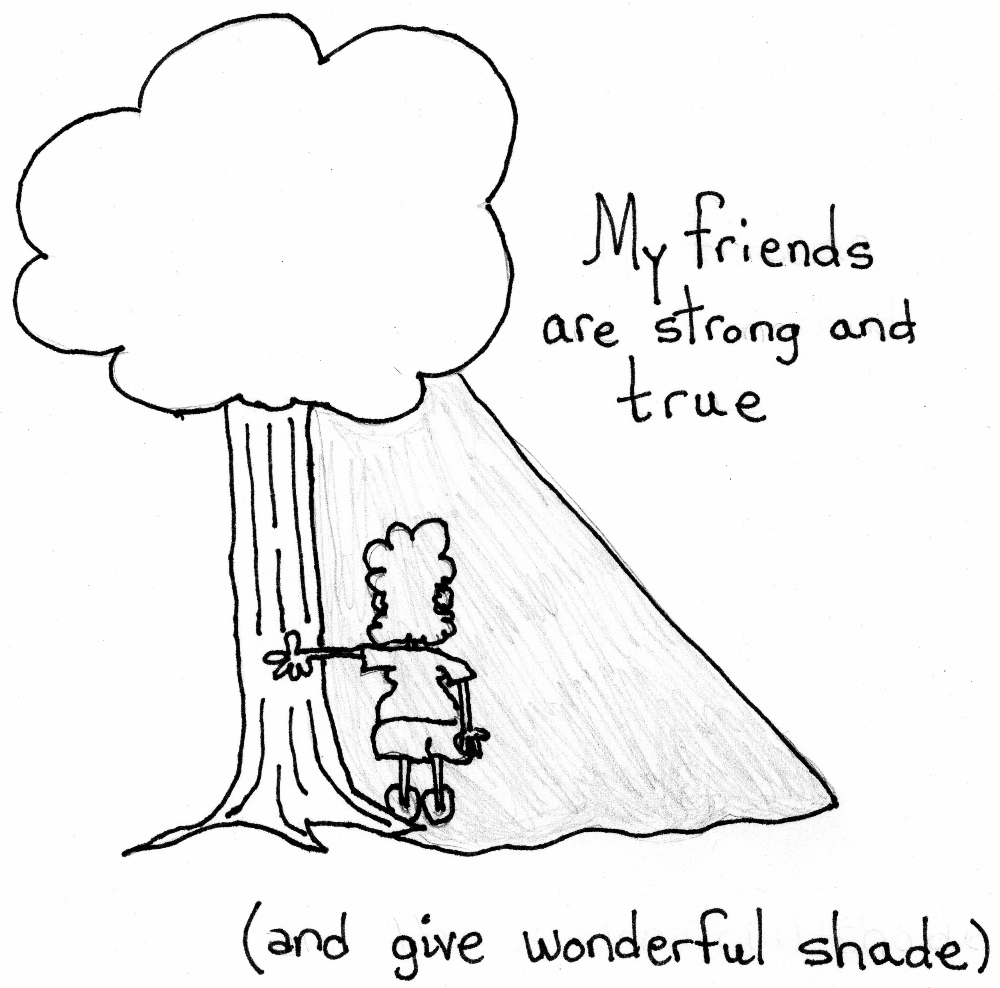 My friends
are strong and
true
(and give wonderful shade)